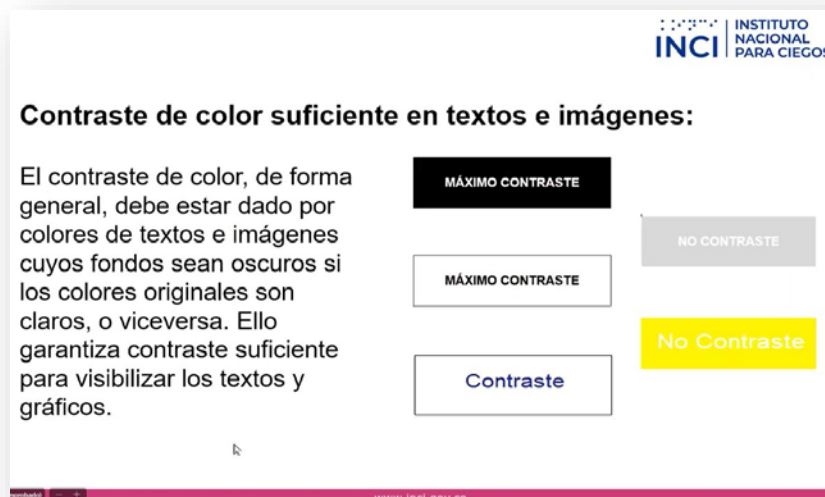 INCI
INSTITUTO
NACIONAL
PARA CIEGOS
Contraste de color suficiente en textos e imágenes:
El contraste de color, de forma
general, debe estar dado por
colores de textos e imágenes
cuyos fondos sean oscuros si
los colores originales son
claros, o viceversa. Ello
garantiza contraste suficiente
para visibilizar los textos y
gráficos.
MÁXIMO CONTRASTE
MÁXIMO CONTRASTE
Contraste
NO CONTRASTE
No Contraste